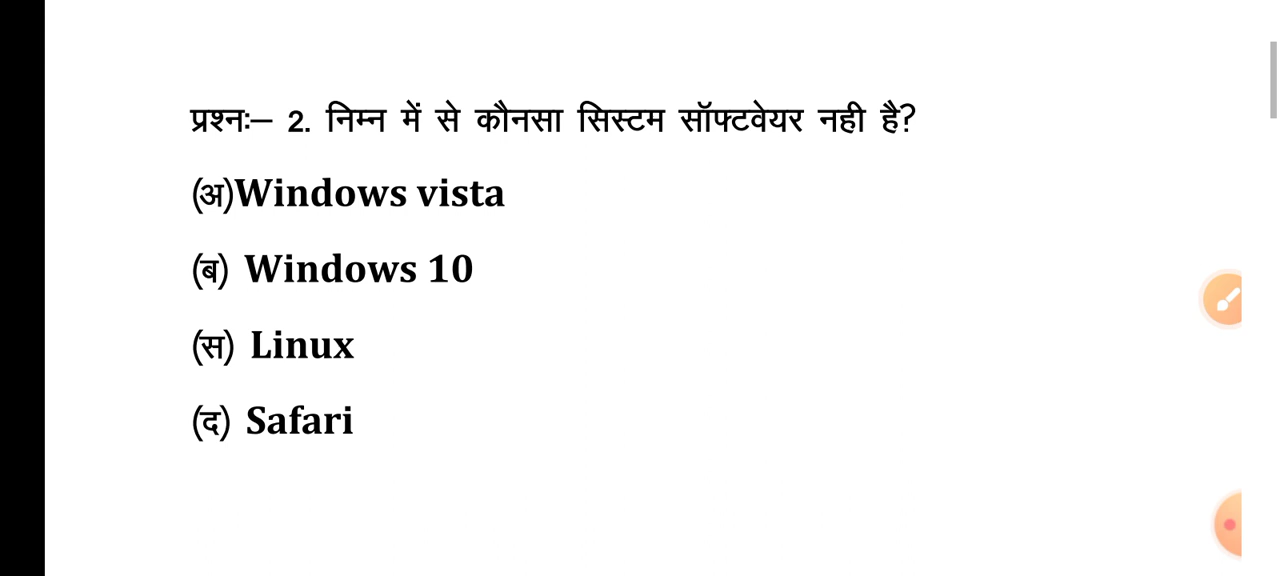 प्रश्नः– 2. निम्न में से कौनसा सिस्टम सॉफ्टवेयर नही है?
(अ)Windows vista
(ब) Windows 10
(स) Linux
(द) Safari